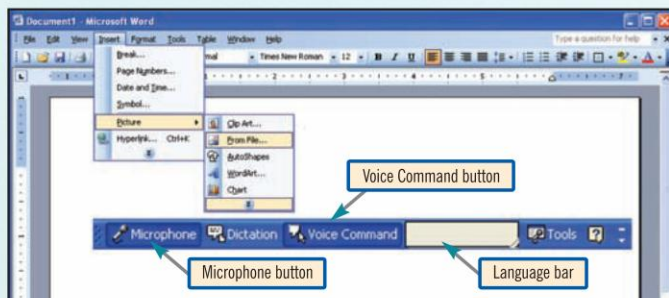 Document1 - Microsoft Word
File Edit View Insert Format Tools Table Window Help Type a question for help
Times New Roman 12 B I U A
Break...
Page Numbers...
Date and Time...
Symbol...
Picture
Hyperlink... Ctrl+K
Clip Art...
From File...
AutoShapes
WordArt...
Chart
Voice Command button
Microphone Dictation Voice Command Tools
Microphone button
Language bar